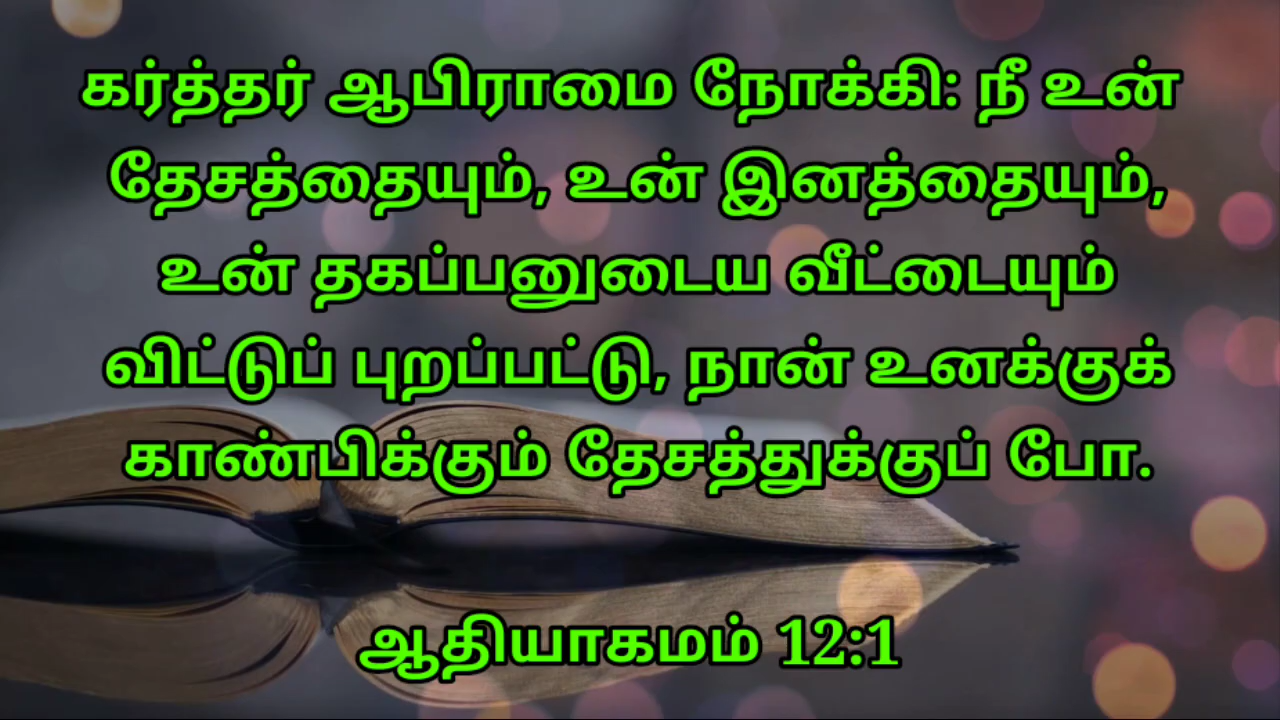 கர்த்தர் ஆபிராமை நோக்கி: நீ உன்
தேசத்தையும், உன் இனத்தையும்,
உன் தகப்பனுடைய வீட்டையும்
விட்டுப் புறப்பட்டு, நான் உனக்குக்
காண்பிக்கும் தேசத்துக்குப் போ.
ஆதியாகமம் 12:1